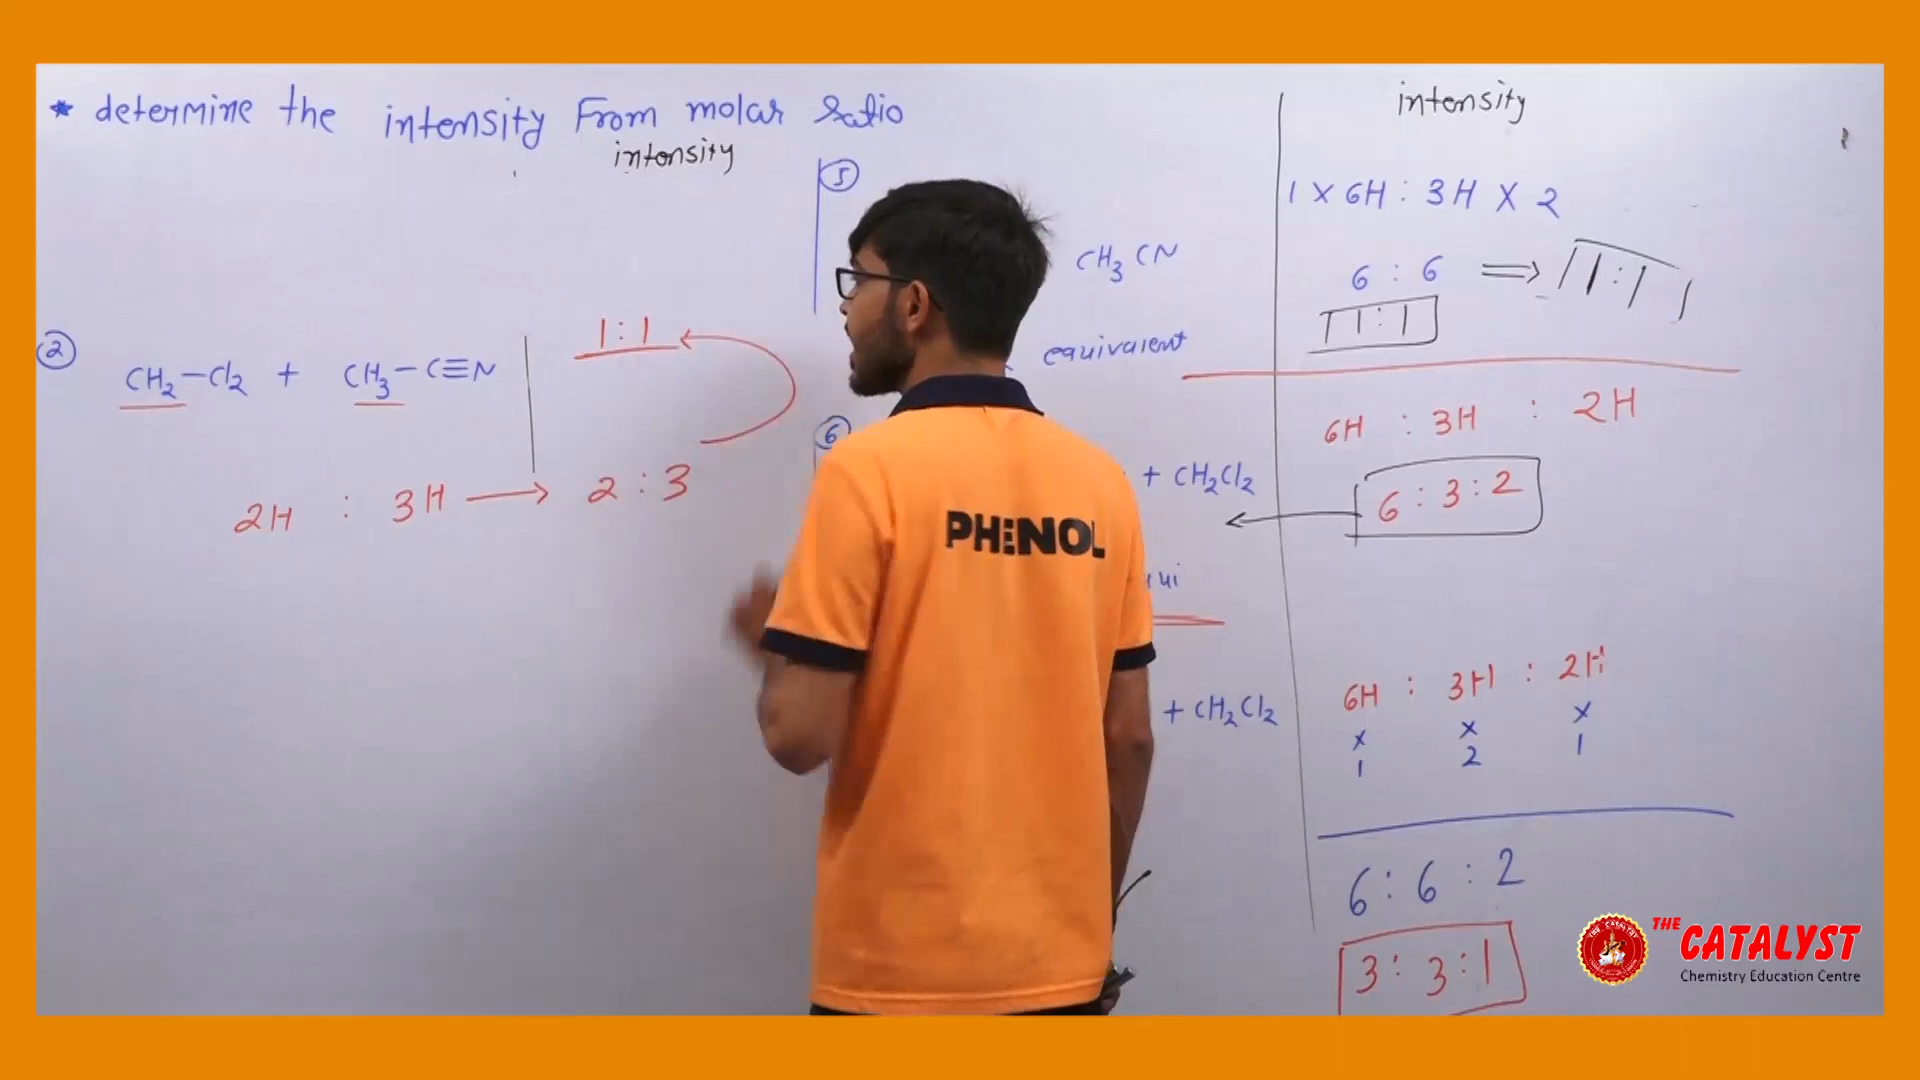 * determine the intensity From molar ratio
intensity
2
CH2-Cl2 + CH3-C≡N
1:1
2H : 3H → 2 : 3
5
CH3 CN
equivalent
6
+ CH2Cl2
ui
+ CH2Cl2
PHENOL
intensity
1 X 6H : 3H X 2
6 : 6 ⇒ 1:1
1:1
6H : 3H : 2H
6 : 3 : 2
6H : 3H : 2H
x x x
1 2 1
6 : 6 : 2
3 : 3 : 1
THE CATALYST
Chemistry Education Centre